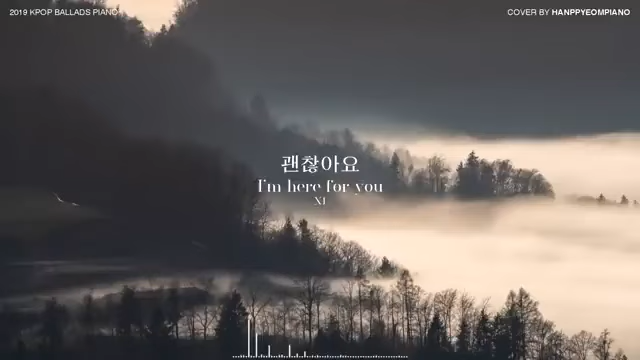 2019 KPOP BALLADS PIANO
COVER BY HANPPYEOMPIANO
괜찮아요
I'm here for you
X1